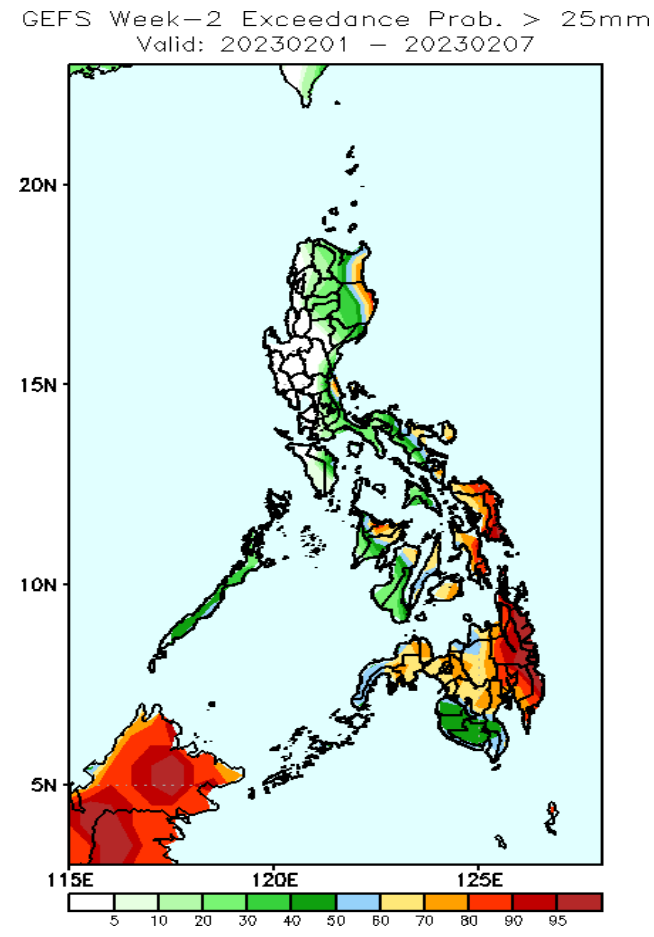 GEFS Week-2 Exceedance Prob. > 25mm
Valid: 20230201 - 20230207
20N
15N
10N
5N
115E 120E 125E
5 10 20 30 40 50 60 70 80 90 95